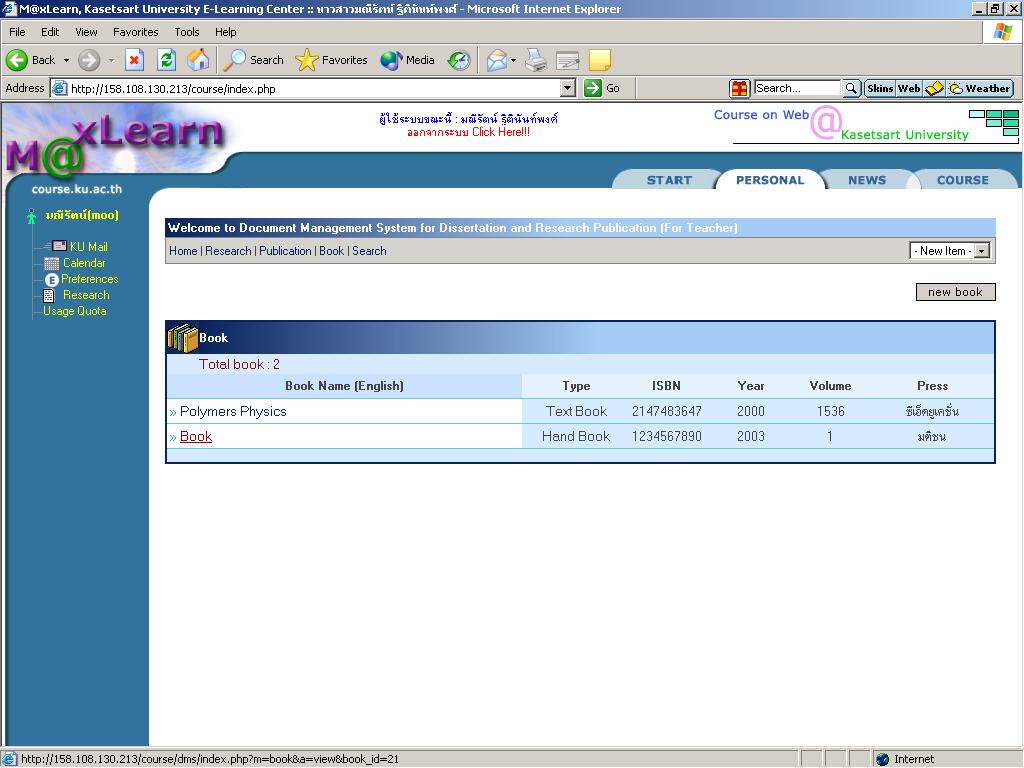 M@xLearn, Kasetsart University E-Learning Center :: นางสาวมณีรัตน์ ฐิตินันท์พงศ์ - Microsoft Internet Explorer
File Edit View Favorites Tools Help
Back Search Favorites Media
Address http://158.108.130.213/course/index.php Go Search... Skins Web Weather
M@xLearn
course.ku.ac.th
ผู้ใช้ระบบขณะนี้ : มณีรัตน์ ฐิตินันท์พงศ์
ออกจากระบบ Click Here!!!
Course on Web @
Kasetsart University
START PERSONAL NEWS COURSE
มณีรัตน์(moo)
KU Mail
Calendar
Preferences
Research
Usage Quota
Welcome to Document Management System for Dissertation and Research Publication (For Teacher)
Home | Research | Publication | Book | Search - New Item -
new book
Book
Total book : 2
Book Name (English) Type ISBN Year Volume Press
» Polymers Physics Text Book 2147483647 2000 1536 ซีเอ็ดยูเคชั่น
» Book Hand Book 1234567890 2003 1 มติชน
http://158.108.130.213/course/dms/index.php?m=book&a=view&book_id=21 Internet